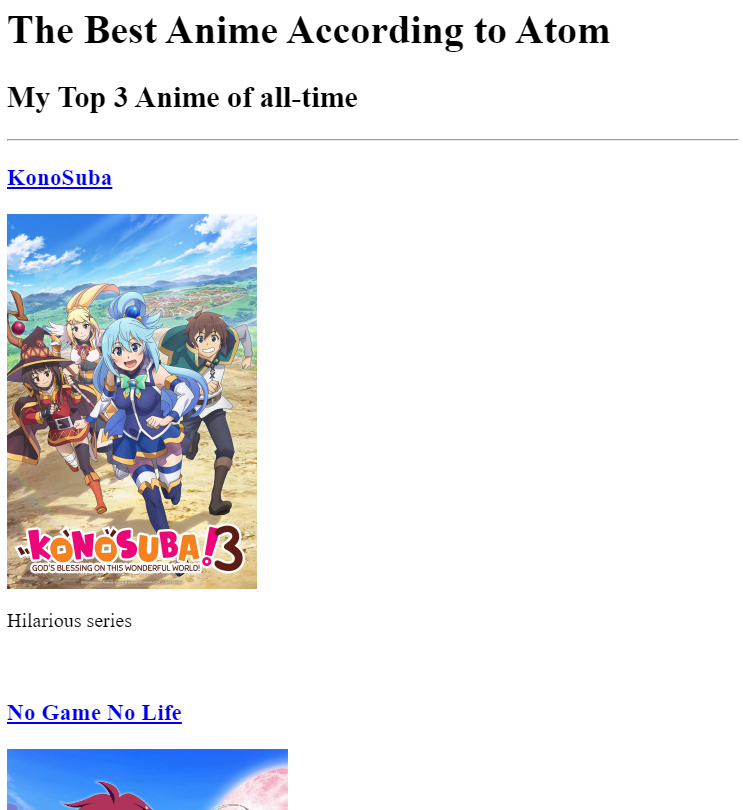 The Best Anime According to Atom
My Top 3 Anime of all-time
KonoSuba
KONOSUBA!3
GOD'S BLESSING ON THIS WONDERFUL WORLD!
Hilarious series
No Game No Life